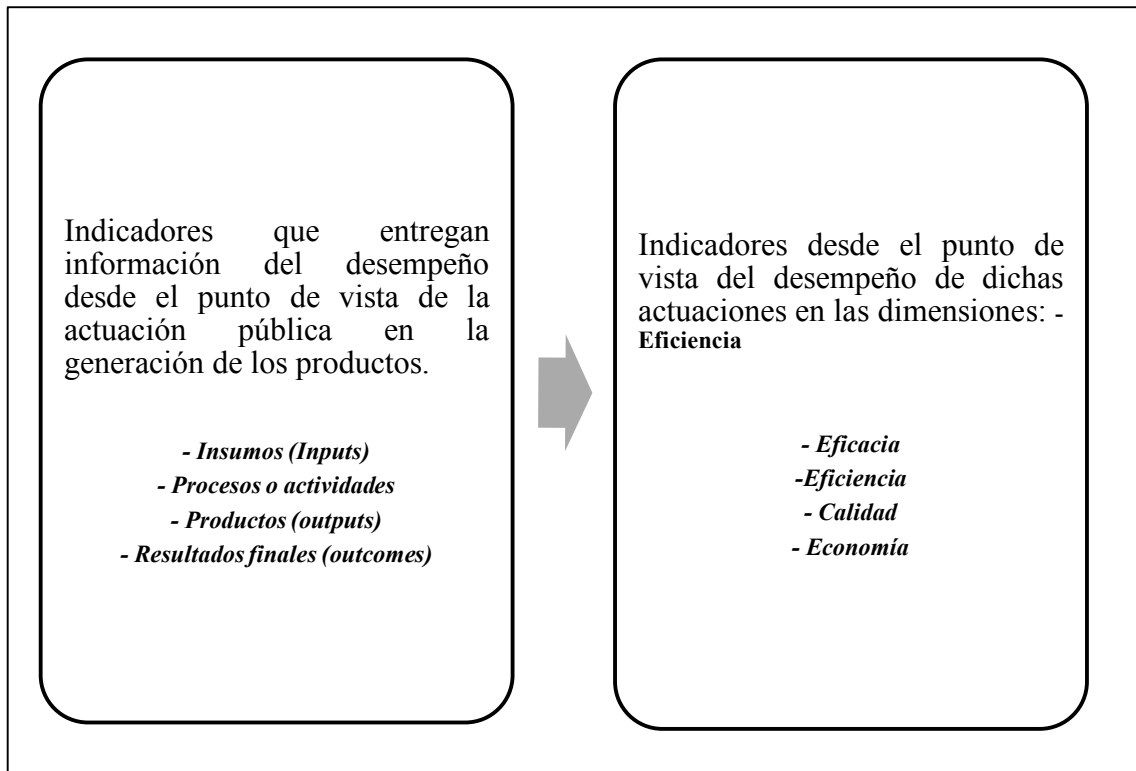 Indicadores que entregan
información del desempeño
desde el punto de vista de la
actuación pública en la
generación de los productos.
- Insumos (Inputs)
- Procesos o actividades
- Productos (outputs)
- Resultados finales (outcomes)
Indicadores desde el punto de
vista del desempeño de dichas
actuaciones en las dimensiones: -
Eficiencia
- Eficacia
-Eficiencia
- Calidad
- Economía